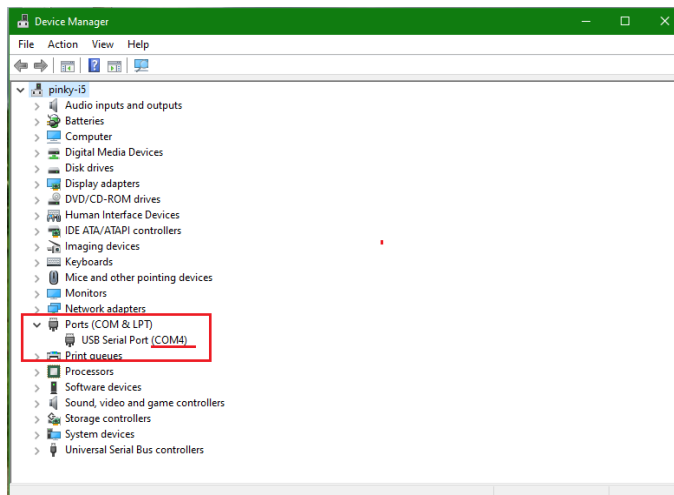 Device Manager
File Action View Help
pinky-i5
Audio inputs and outputs
Batteries
Computer
Digital Media Devices
Disk drives
Display adapters
DVD/CD-ROM drives
Human Interface Devices
IDE ATA/ATAPI controllers
Imaging devices
Keyboards
Mice and other pointing devices
Monitors
Network adapters
Ports (COM & LPT)
USB Serial Port (COM4)
Print queues
Processors
Software devices
Sound, video and game controllers
Storage controllers
System devices
Universal Serial Bus controllers